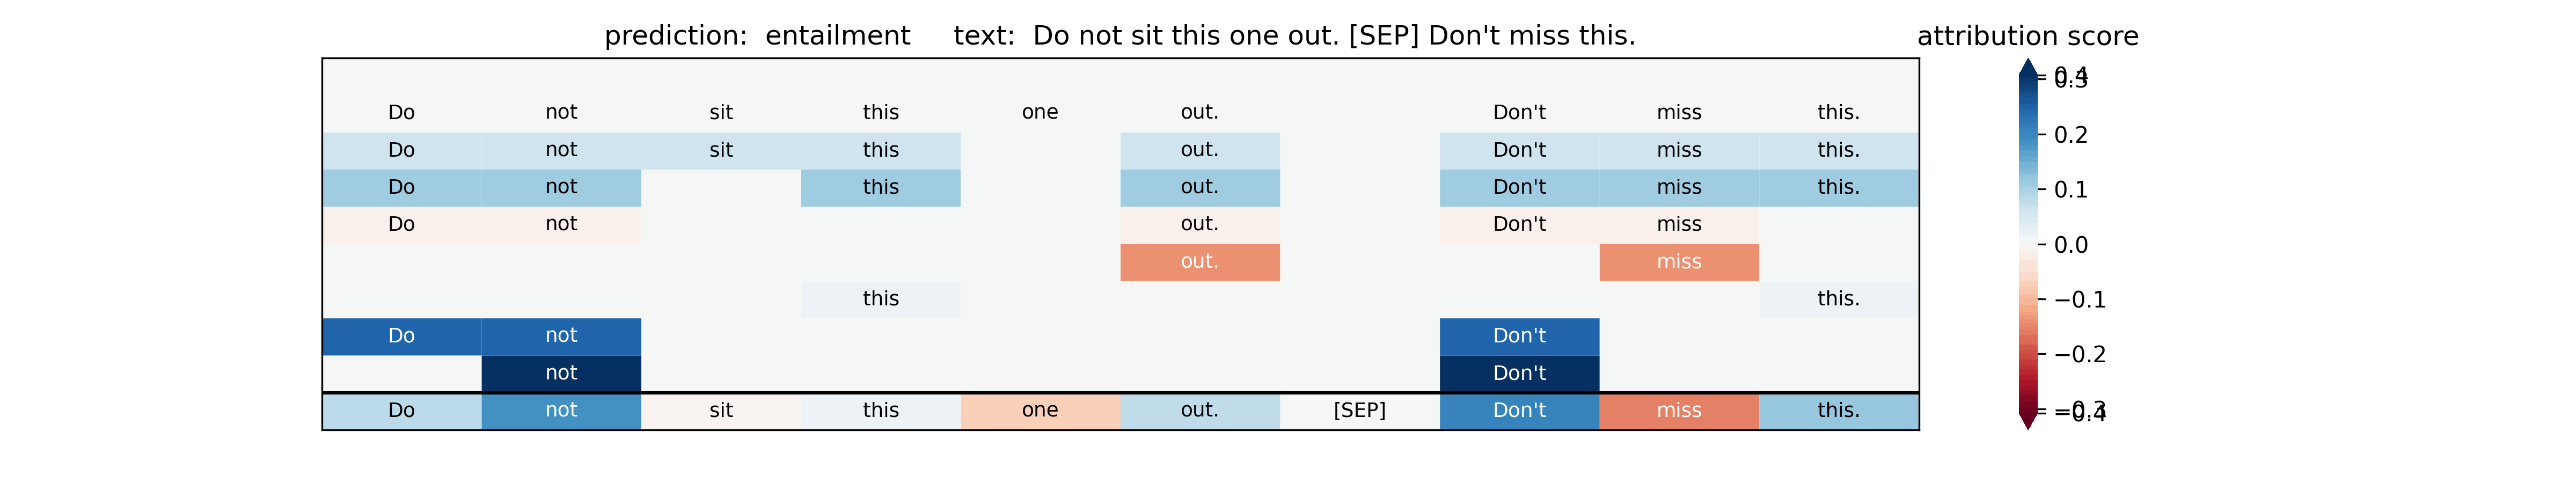 prediction: entailment text: Do not sit this one out. [SEP] Don't miss this.
attribution score
Do not sit this one out. Don't miss this.
Do not sit this out. Don't miss this.
Do not this out. Don't miss this.
Do not out. Don't miss
out. miss
this this.
Do not Don't
not Don't
Do not sit this one out. [SEP] Don't miss this.
0.4
0.3
0.2
0.1
0.0
−0.1
−0.2
−0.3
−0.4